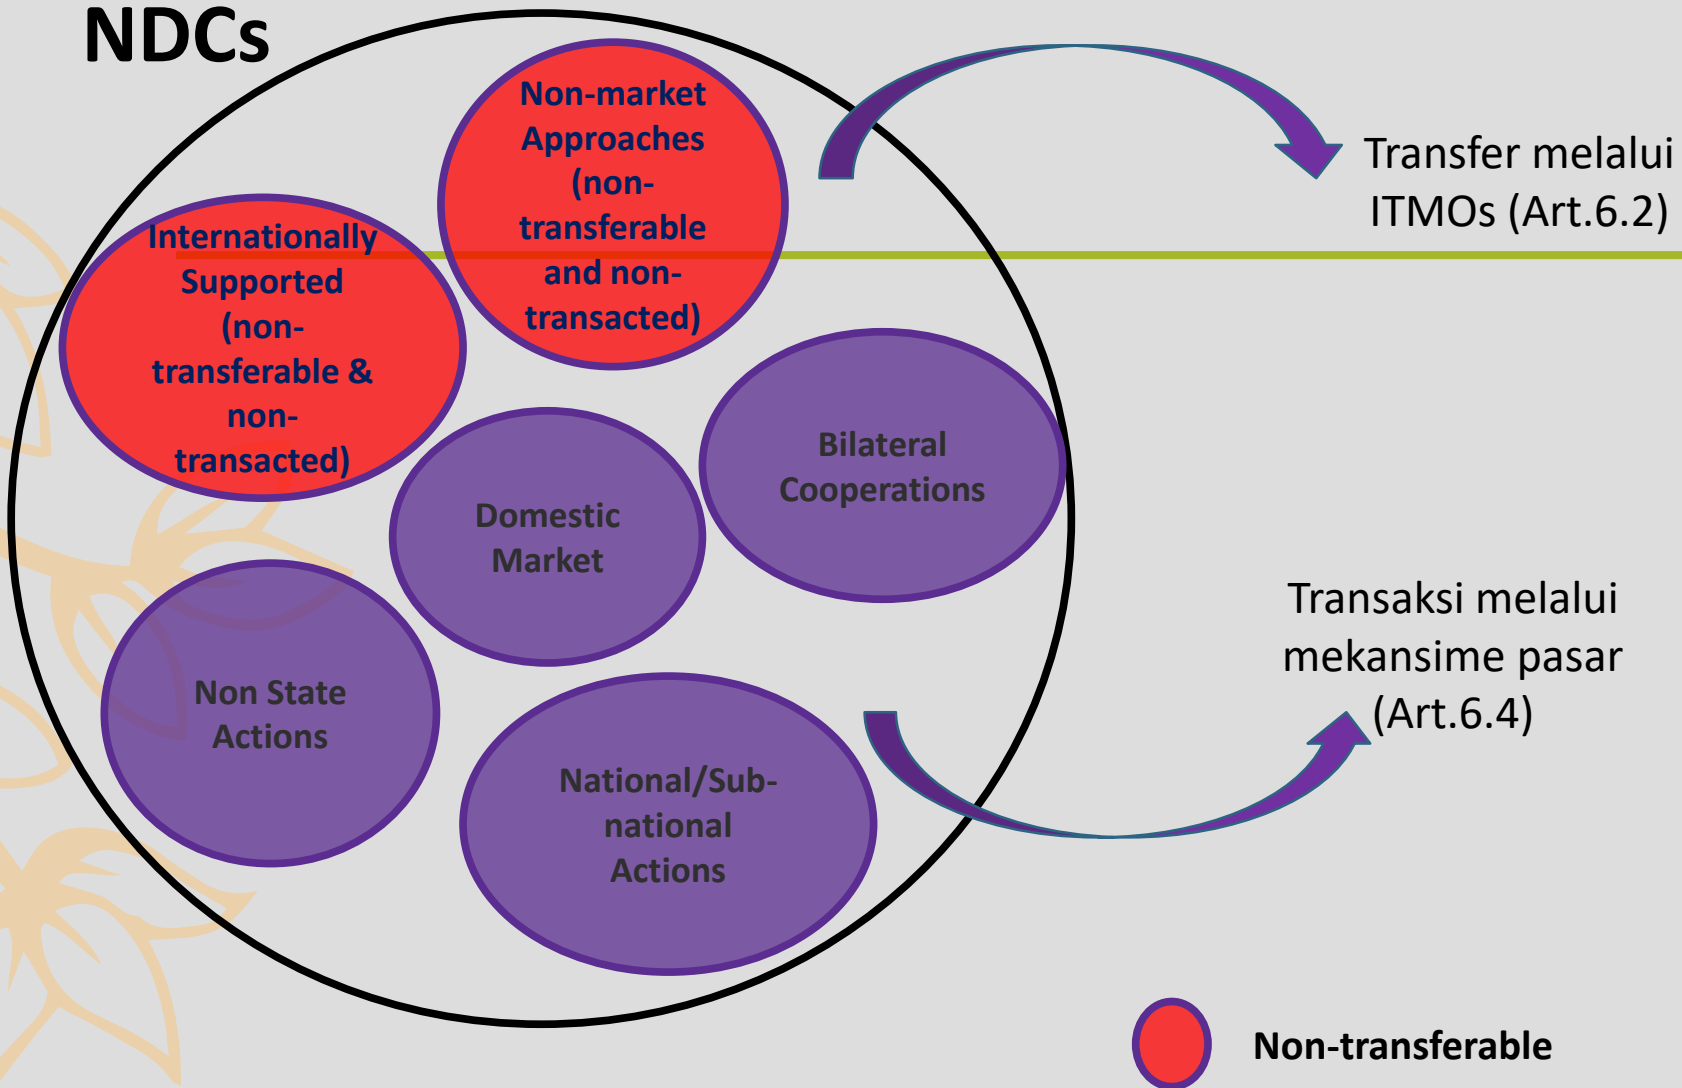 NDCs
Non-market
Approaches
(non-
transferable
and non-
transacted)
Transfer melalui
ITMOs (Art.6.2)
Internationally
Supported
(non-
transferable &
non-
transacted)
Bilateral
Cooperations
Domestic
Market
Transaksi melalui
mekansime pasar
(Art.6.4)
Non State
Actions
National/Sub-
national
Actions
Non-transferable